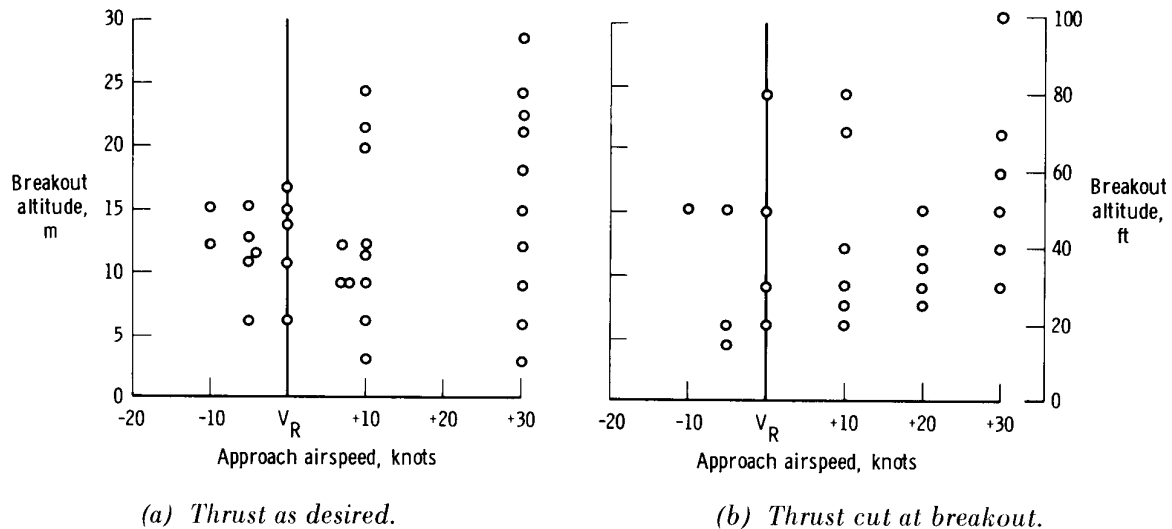 30
25
20
15
10
5
0
Breakout
altitude,
m
-20 -10 V_R +10 +20 +30
Approach airspeed, knots
(a) Thrust as desired.
-20 -10 V_R +10 +20 +30
Approach airspeed, knots
100
80
60
40
20
0
Breakout
altitude,
ft
(b) Thrust cut at breakout.